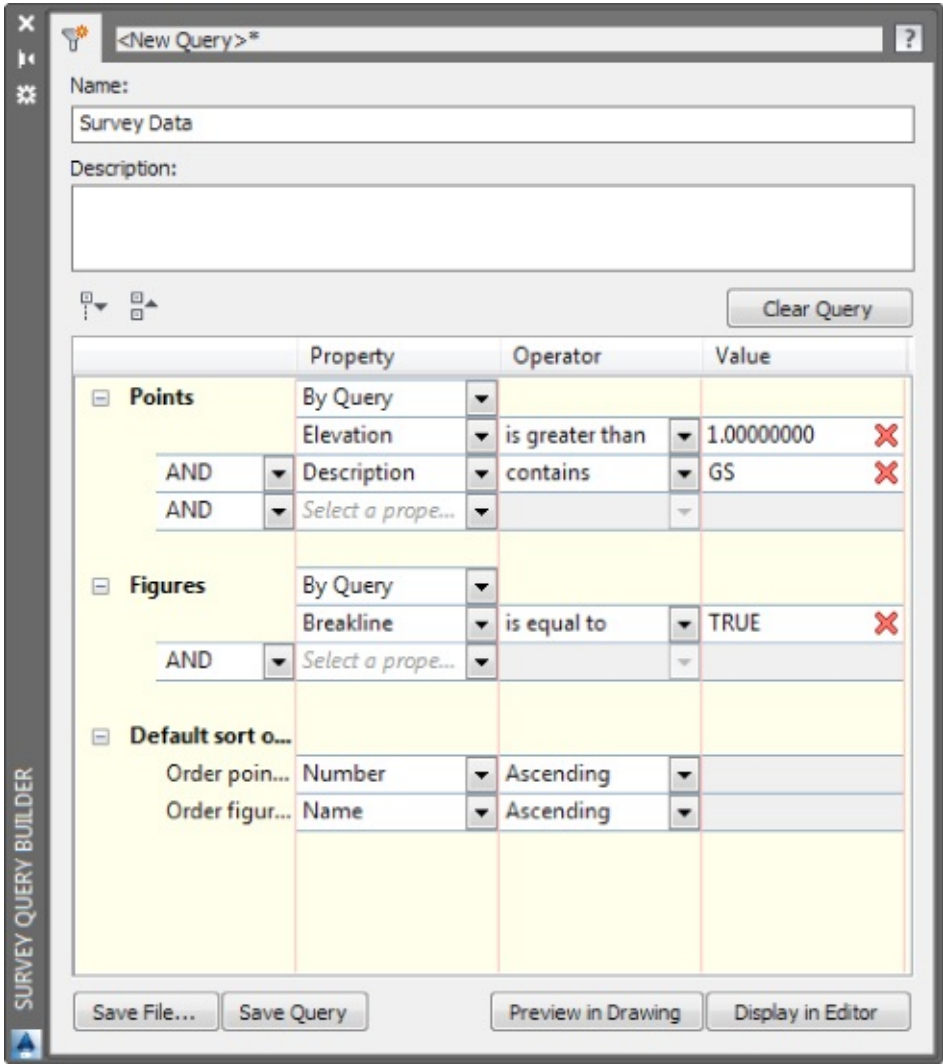 <New Query>*
?
Name:
Survey Data
Description:
Clear Query
Property Operator Value
Points By Query
Elevation is greater than 1.00000000
AND Description contains GS
AND Select a prope...
Figures By Query
Breakline is equal to TRUE
AND Select a prope...
Default sort o...
Order poin... Number Ascending
Order figur... Name Ascending
SURVEY QUERY BUILDER
Save File... Save Query Preview in Drawing Display in Editor